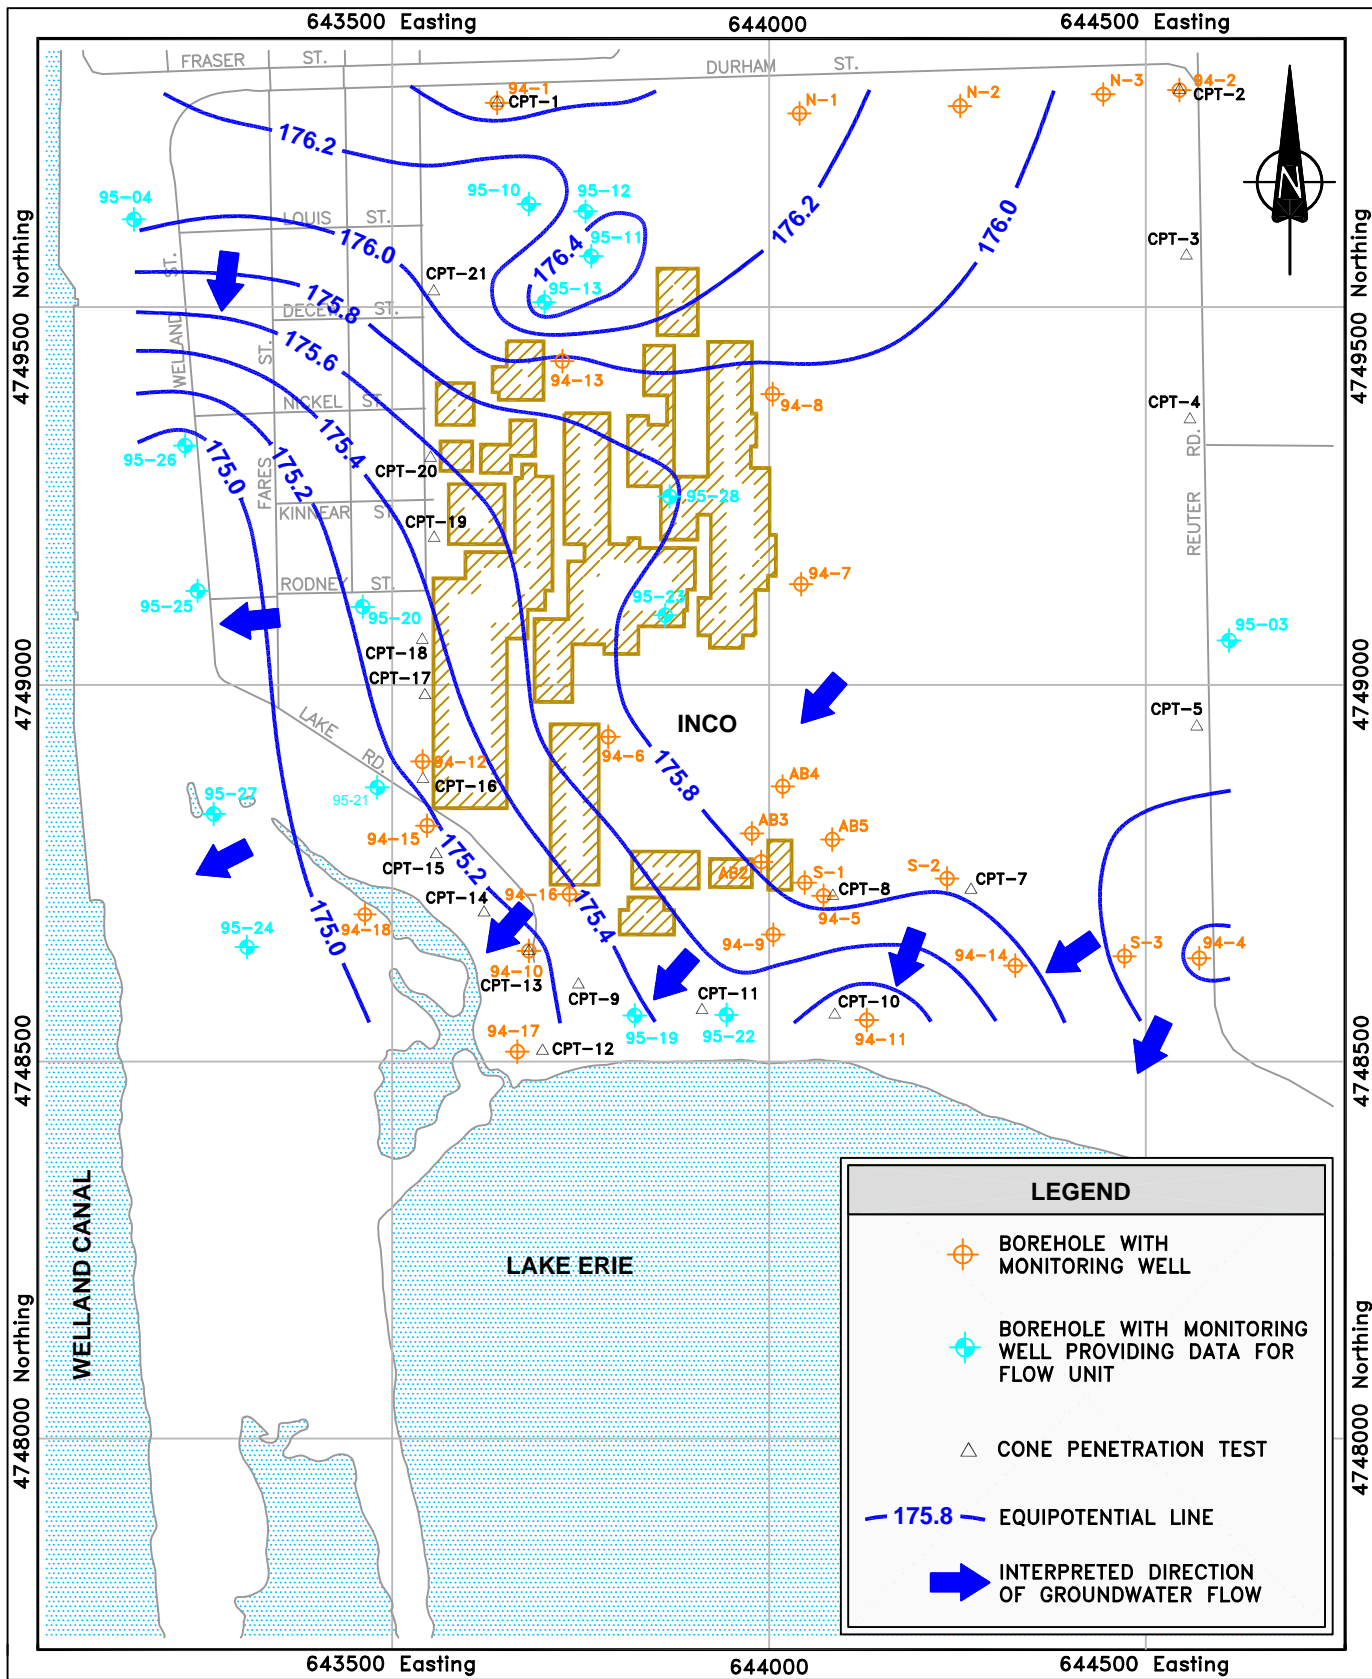 643500 Easting
644000
644500 Easting
FRASER ST.
DURHAM ST.
94-1
CPT-1
N-1
N-2
N-3
94-2
CPT-2
176.2
N
95-04
95-10
95-12
LOUIS ST.
176.0
95-11
176.4
176.2
176.0
CPT-3
4749500 Northing
4749500 Northing
WELLAND ST.
CPT-21
95-13
175.8
DECEW ST.
175.6
FARES ST.
94-13
NICKEL ST.
94-8
CPT-4
175.4
REUTER RD.
95-26
175.0
175.2
CPT-20
95-28
KINNEAR ST.
CPT-19
RODNEY ST.
94-7
95-25
95-20
95-23
95-03
CPT-18
CPT-17
4749000
4749000
LAKE RD.
INCO
CPT-5
94-6
94-12
175.8
CPT-16
AB4
95-27
95-21
94-15
AB3
AB5
CPT-15
175.2
AB2
S-1
S-2
CPT-7
CPT-14
94-16
CPT-8
94-5
94-18
175.4
175.0
95-24
94-10
94-9
94-14
S-3
94-4
CPT-13
CPT-9
CPT-11
CPT-10
94-17
95-19
95-22
94-11
CPT-12
4748500
4748500
WELLAND CANAL
LAKE ERIE
LEGEND
BOREHOLE WITH
MONITORING WELL
BOREHOLE WITH MONITORING
WELL PROVIDING DATA FOR
FLOW UNIT
CONE PENETRATION TEST
175.8
EQUIPOTENTIAL LINE
INTERPRETED DIRECTION
OF GROUNDWATER FLOW
4748000 Northing
4748000 Northing
643500 Easting
644000
644500 Easting